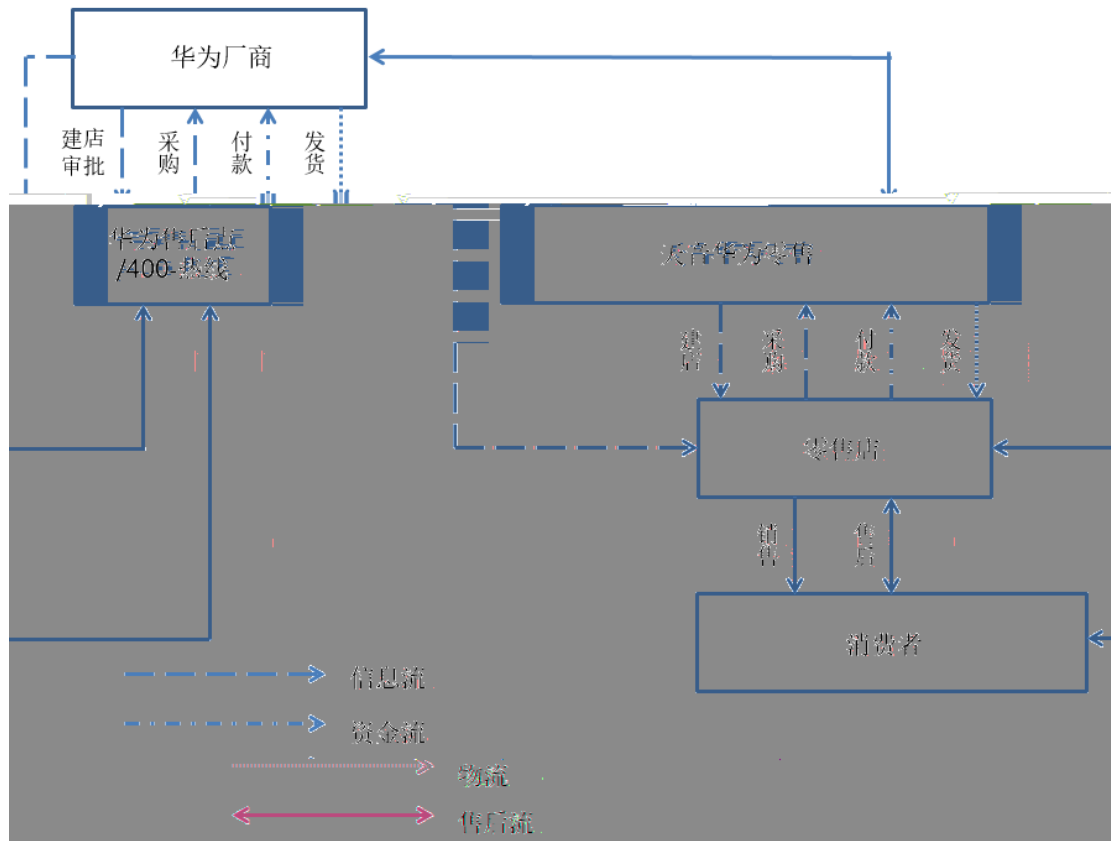 华为厂商
建店
审批
采购
付款
发货
华为售后点
/400-热线
天音华为零售
建店
采购
付款
发货
零售店
销售
售后
消费者
信息流
资金流
物流
售后流